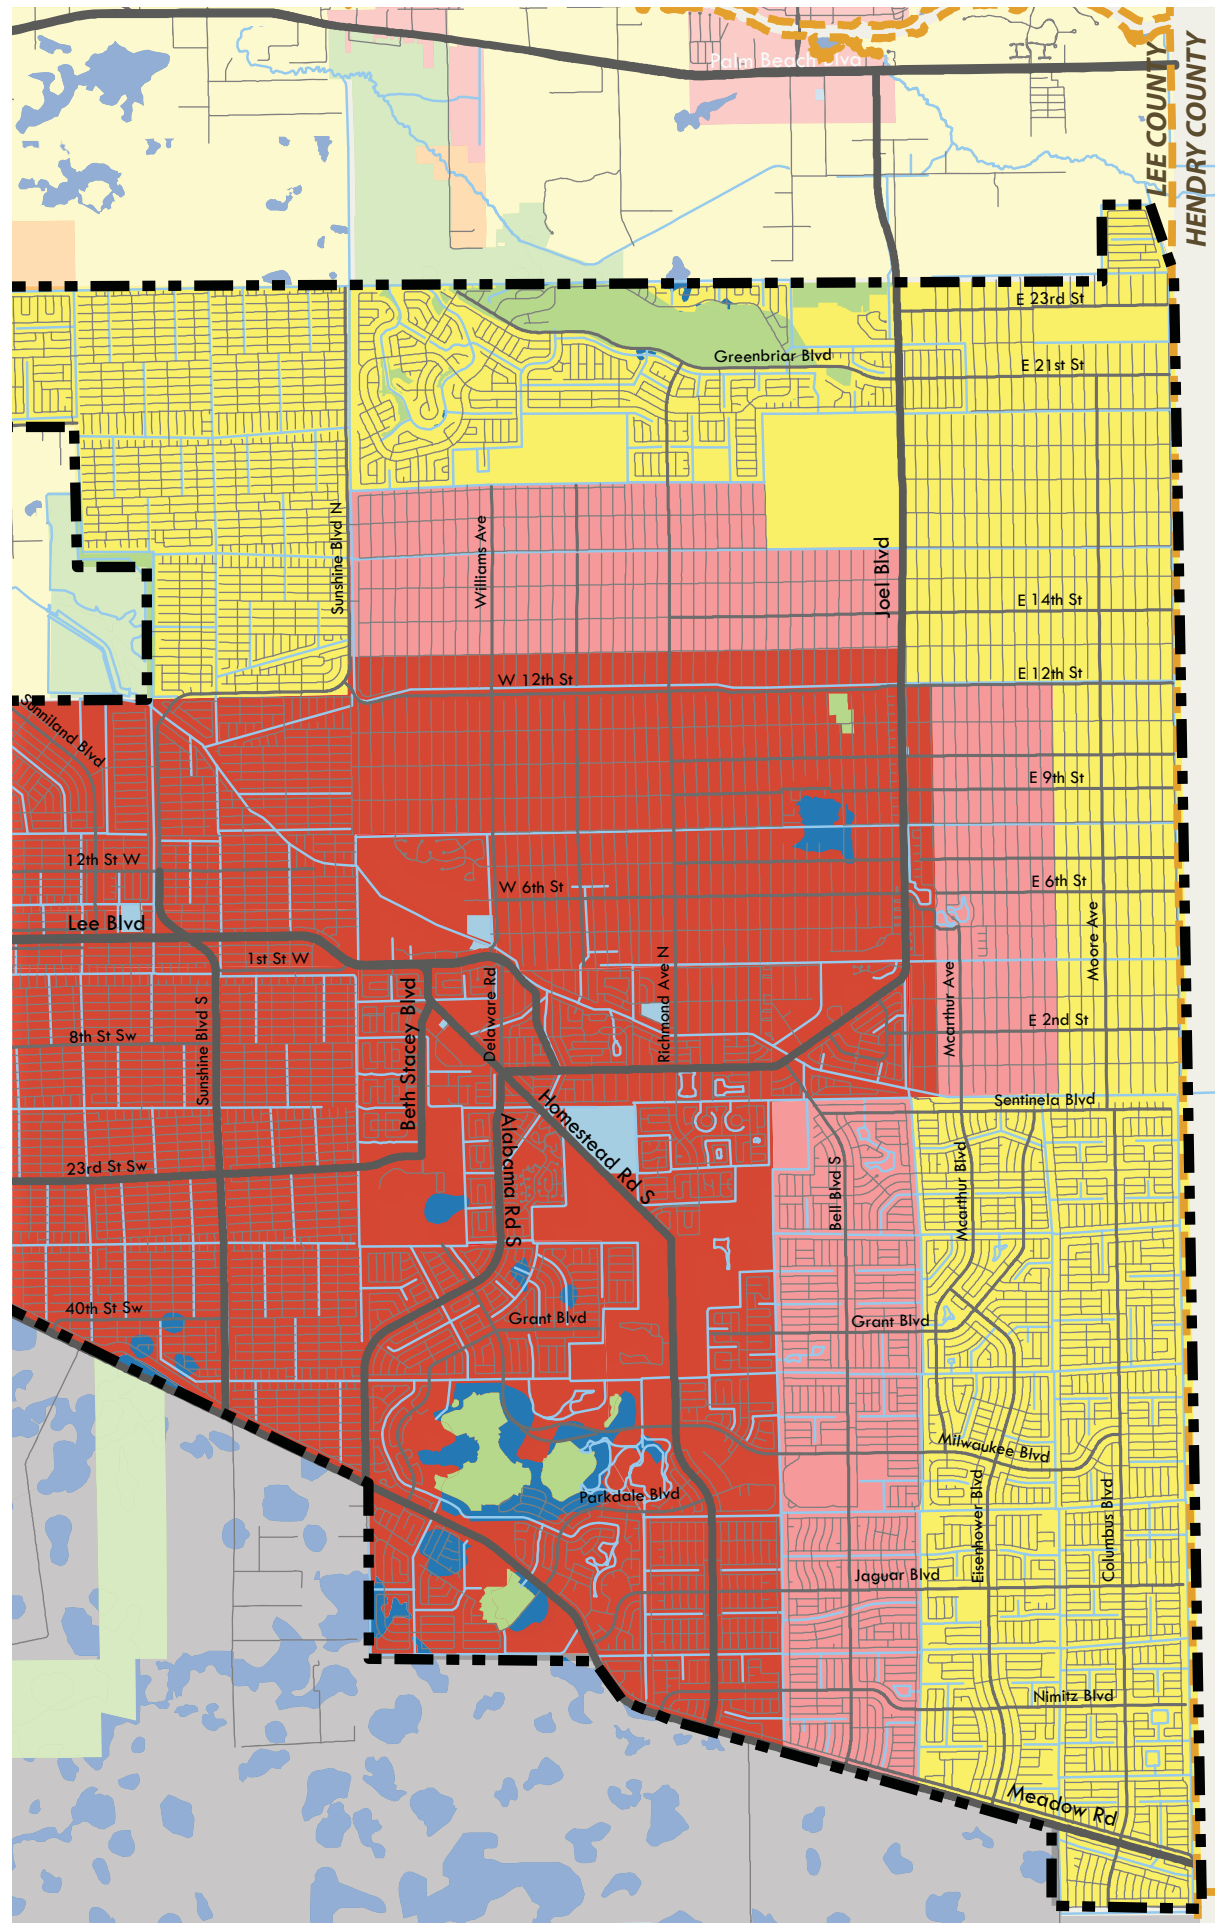 Palm Beach Blvd
LEE COUNTY
HENDRY COUNTY
E 23rd St
Greenbriar Blvd
E 21st St
Sunshine Blvd N
Williams Ave
Joel Blvd
E 14th St
W 12th St
E 12th St
Sunniland Blvd
E 9th St
12th St W
W 6th St
E 6th St
Lee Blvd
1st St W
Moore Ave
Richmond Ave N
Delaware Rd
Beth Stacey Blvd
Mcarthur Ave
E 2nd St
8th St Sw
Sunshine Blvd S
Sentinela Blvd
Homestead Rd S
Alabama Rd S
23rd St Sw
Bell Blvd S
Mcarthur Blvd
40th St Sw
Grant Blvd
Grant Blvd
Milwaukee Blvd
Parkdale Blvd
Eisenhower Blvd
Columbus Blvd
Jaguar Blvd
Nimitz Blvd
Meadow Rd